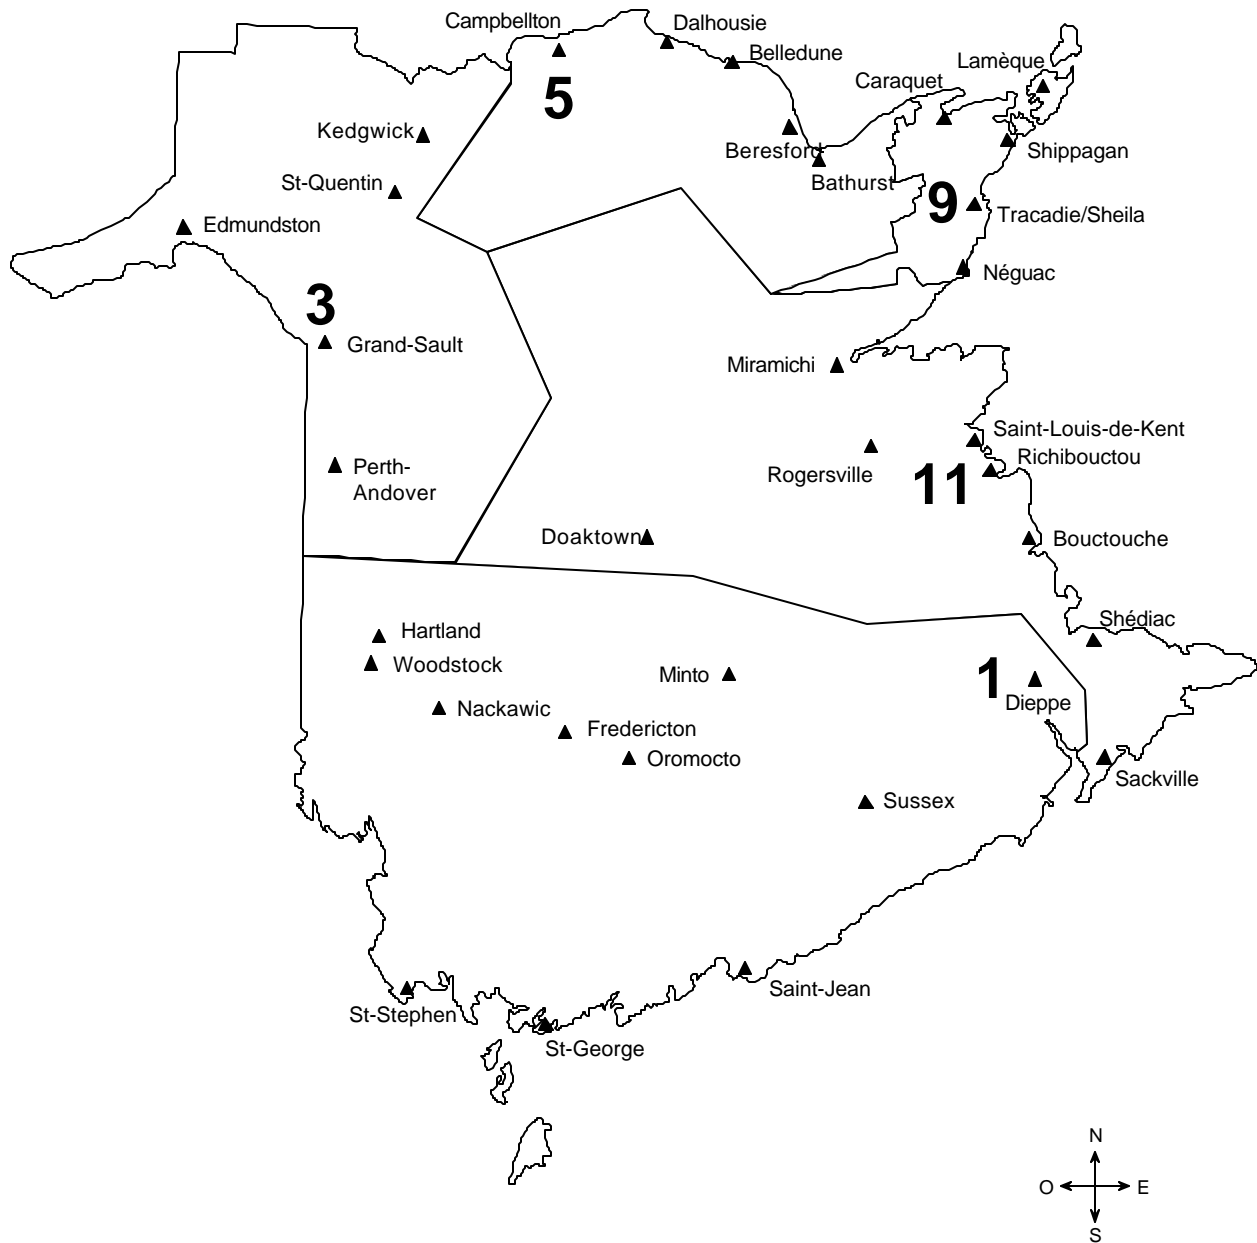 Campbellton
Dalhousie
Belledune
Lamèque
Caraquet
5
Kedgwick
Beresford
Shippagan
St-Quentin
Bathurst
9
Tracadie/Sheila
Edmundston
Néguac
3
Grand-Sault
Miramichi
Saint-Louis-de-Kent
Richibouctou
Perth-
Andover
Rogersville
11
Doaktown
Bouctouche
Shédiac
Hartland
Woodstock
Minto
1
Dieppe
Nackawic
Fredericton
Oromocto
Sackville
Sussex
Saint-Jean
St-Stephen
St-George
N
O
E
S